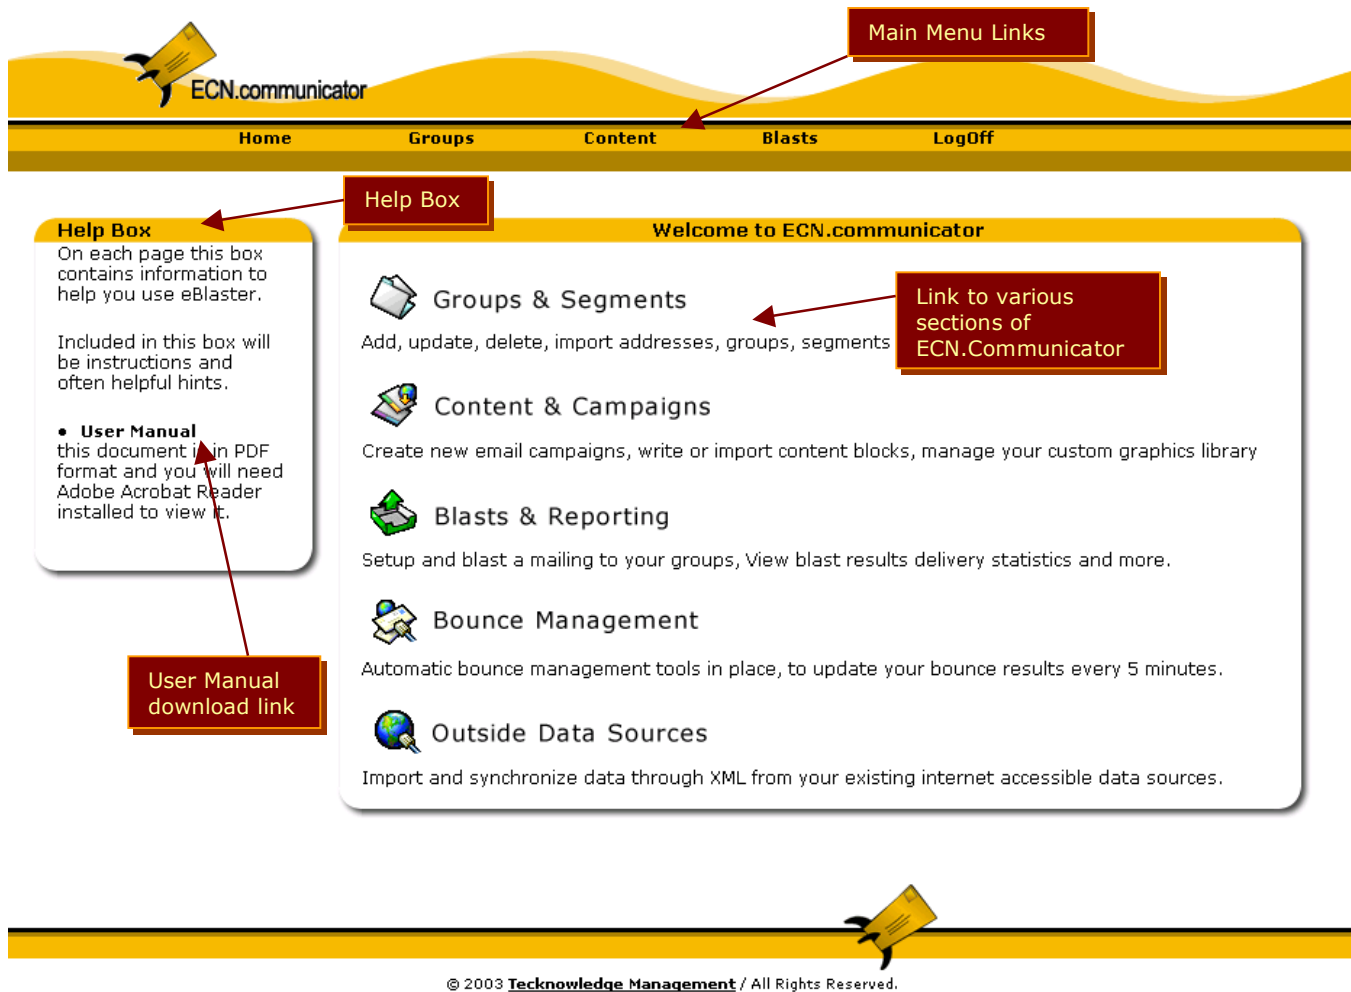 Main Menu Links
ECN.communicator
Home Groups Content Blasts LogOff
Help Box
Help Box
On each page this box
contains information to
help you use eBlaster.
Included in this box will
be instructions and
often helpful hints.
• User Manual
this document is in PDF
format and you will need
Adobe Acrobat Reader
installed to view it.
User Manual
download link
Welcome to ECN.communicator
Groups & Segments
Add, update, delete, import addresses, groups, segments
Link to various
sections of
ECN.Communicator
Content & Campaigns
Create new email campaigns, write or import content blocks, manage your custom graphics library
Blasts & Reporting
Setup and blast a mailing to your groups, View blast results delivery statistics and more.
Bounce Management
Automatic bounce management tools in place, to update your bounce results every 5 minutes.
Outside Data Sources
Import and synchronize data through XML from your existing internet accessible data sources.
© 2003 Tecknowledge Management / All Rights Reserved.